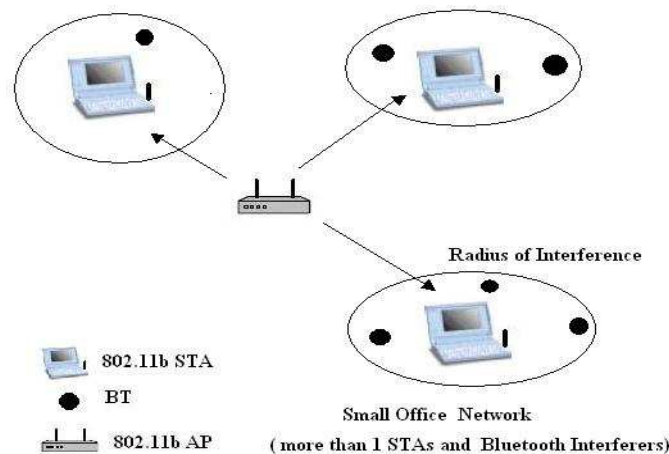 Radius of Interference
802.11b STA
BT
802.11b AP
Small Office Network
( more than 1 STAs and Bluetooth Interferers)